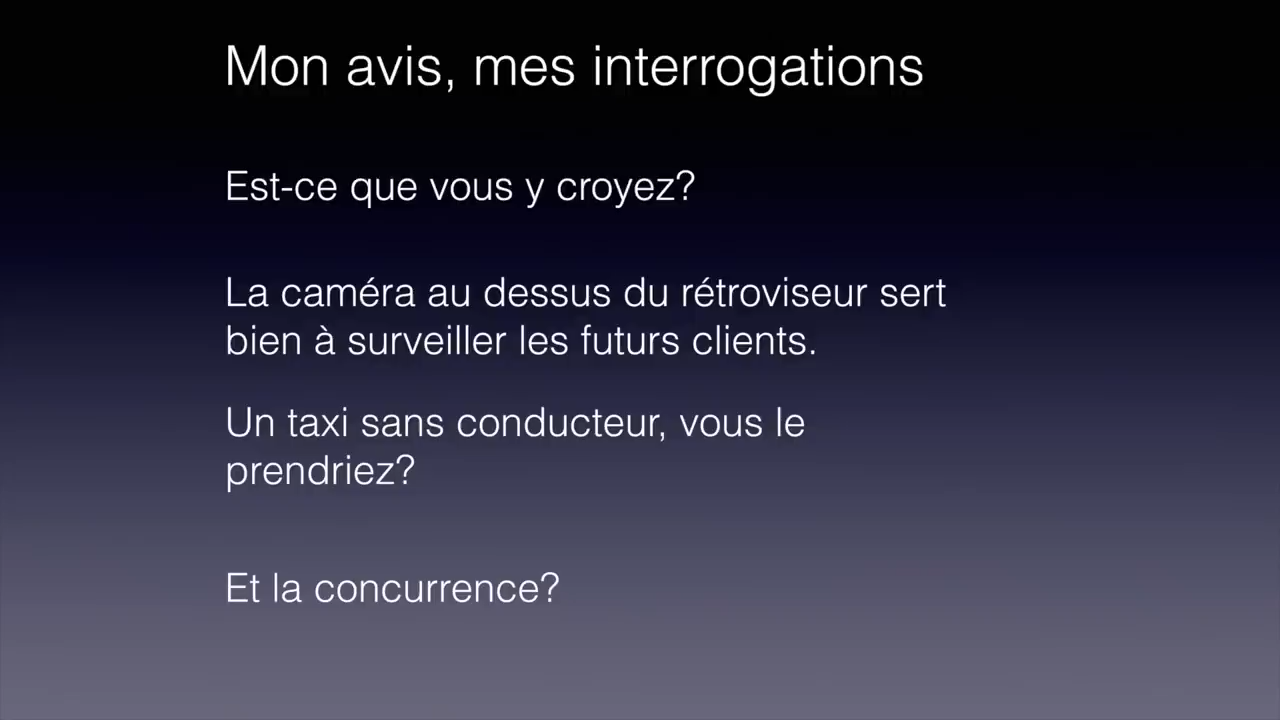 Mon avis, mes interrogations
Est-ce que vous y croyez?
La caméra au dessus du rétroviseur sert
bien à surveiller les futurs clients.
Un taxi sans conducteur, vous le
prendriez?
Et la concurrence?